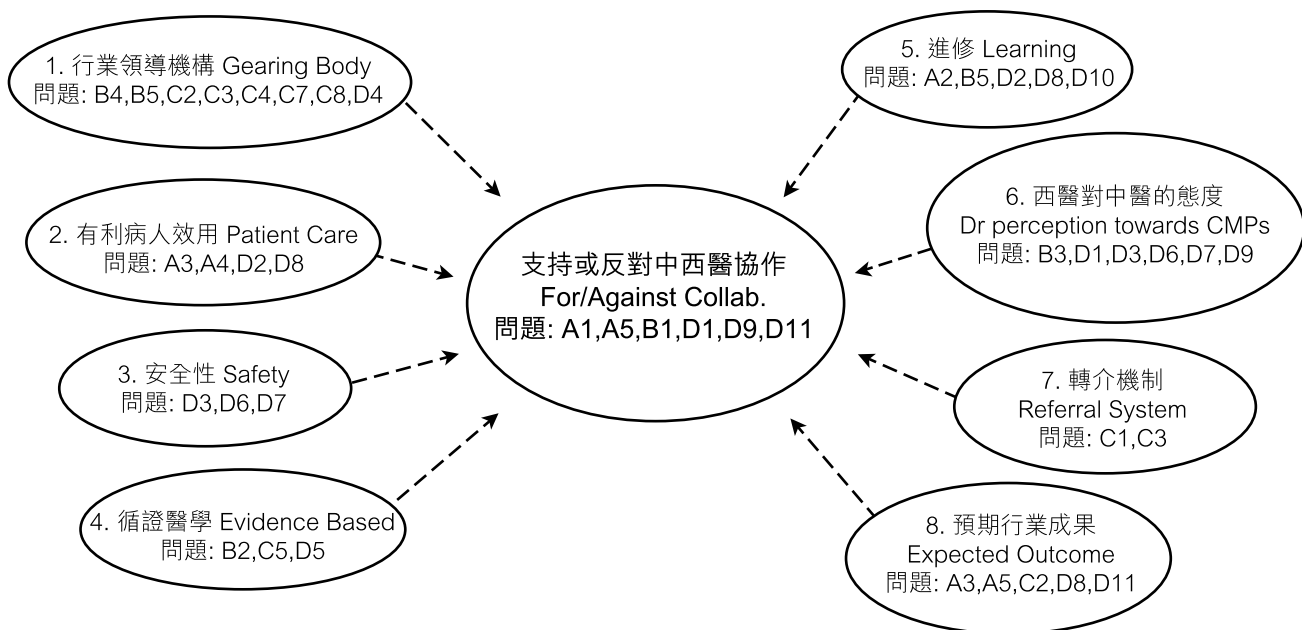 1. 行業領導機構 Gearing Body
問題: B4,B5,C2,C3,C4,C7,C8,D4
2. 有利病人效用 Patient Care
問題: A3,A4,D2,D8
3. 安全性 Safety
問題: D3,D6,D7
4. 循證醫學 Evidence Based
問題: B2,C5,D5
支持或反對中西醫協作
For/Against Collab.
問題: A1,A5,B1,D1,D9,D11
5. 進修 Learning
問題: A2,B5,D2,D8,D10
6. 西醫對中醫的態度
Dr perception towards CMPs
問題: B3,D1,D3,D6,D7,D9
7. 轉介機制
Referral System
問題: C1,C3
8. 預期行業成果
Expected Outcome
問題: A3,A5,C2,D8,D11